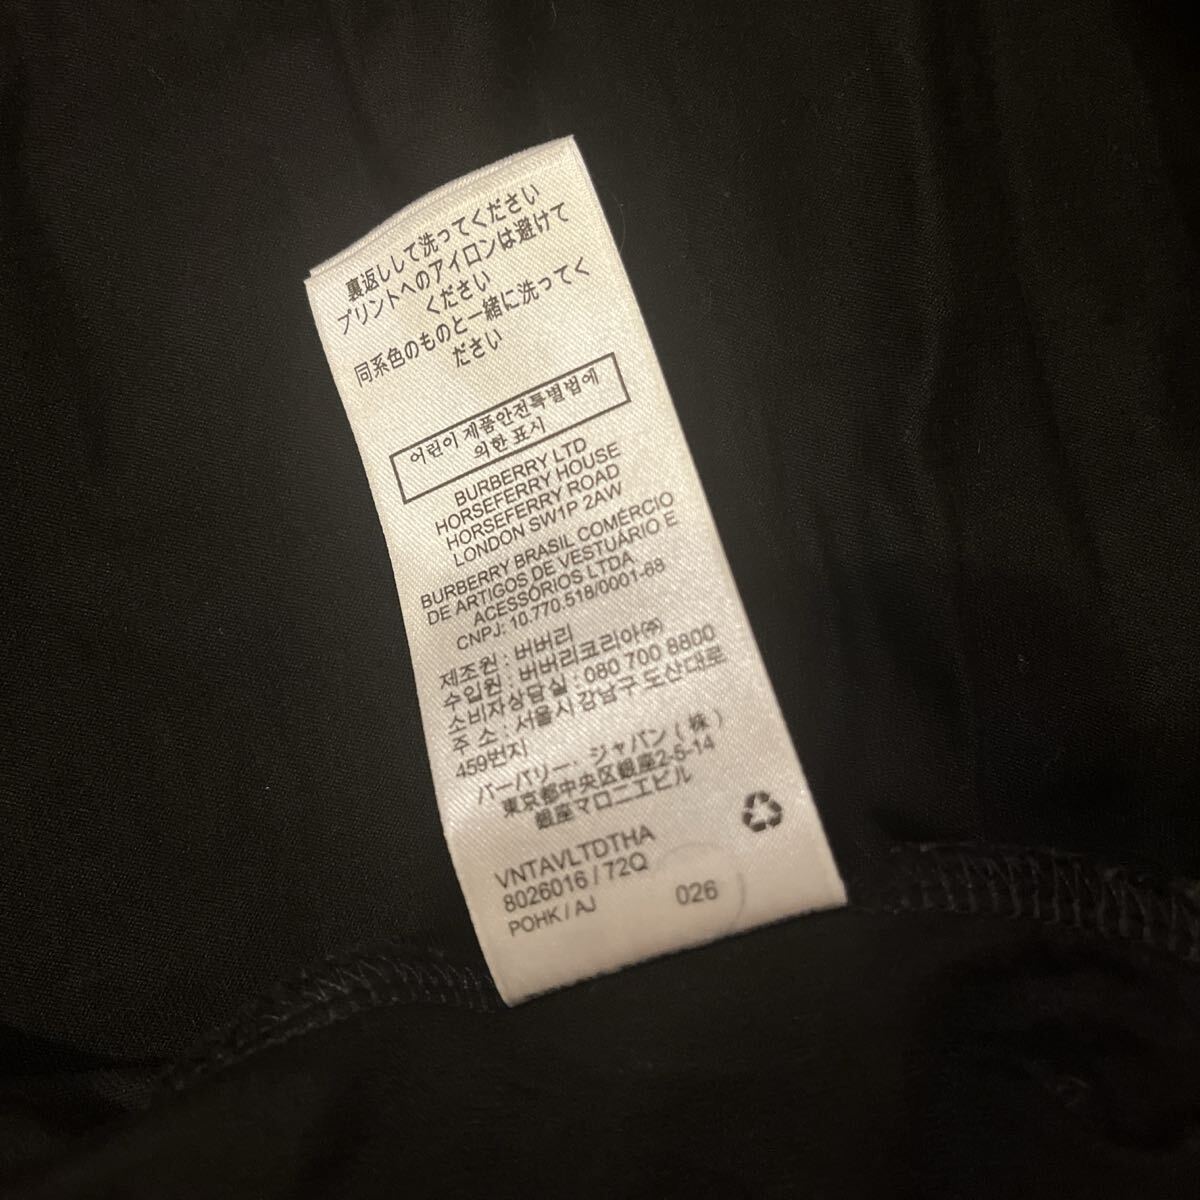 裏返しして洗ってください
プリントへのアイロンは避けて
ください
同系色のものと一緒に洗ってく
ださい
어린이 제품안전특별법에
의한 표시
BURBERRY LTD
HORSEFERRY HOUSE
HORSEFERRY ROAD
LONDON SW1P 2AW
BURBERRY BRASIL COMÉRCIO
DE ARTIGOS DE VESTUÁRIO E
ACESSÓRIOS LTDA
CNPJ: 10.770.518/0001-68
제조원 : 버버리
수입원 : 버버리코리아㈜
소비자상담실 : 080 700 8800
주 소 : 서울시 강남구 도산대로
459번지
バーバリー・ジャパン(株)
東京都中央区銀座2-5-14
銀座マロニエビル
VNTAVLTDTHA
8026016 / 72Q
POHK / AJ 026